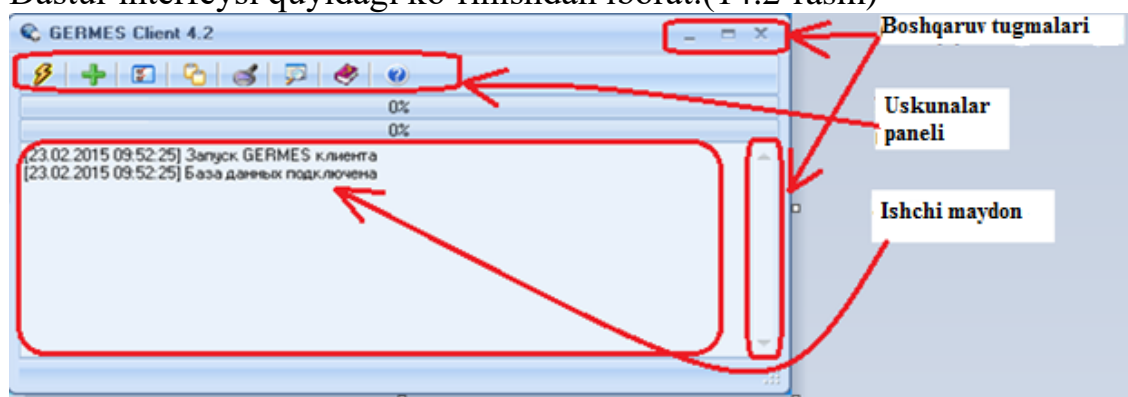 Dastur interfeysi quyidagi ko'rinishdan iborat.(14.2-rasm)
GERMES Client 4.2
Boshqaruv tugmalari
0%
0%
Uskunalar
paneli
[23.02.2015 09:52:25] Запуск GERMES клиента
[23.02.2015 09:52:25] База данных подключена
Ishchi maydon